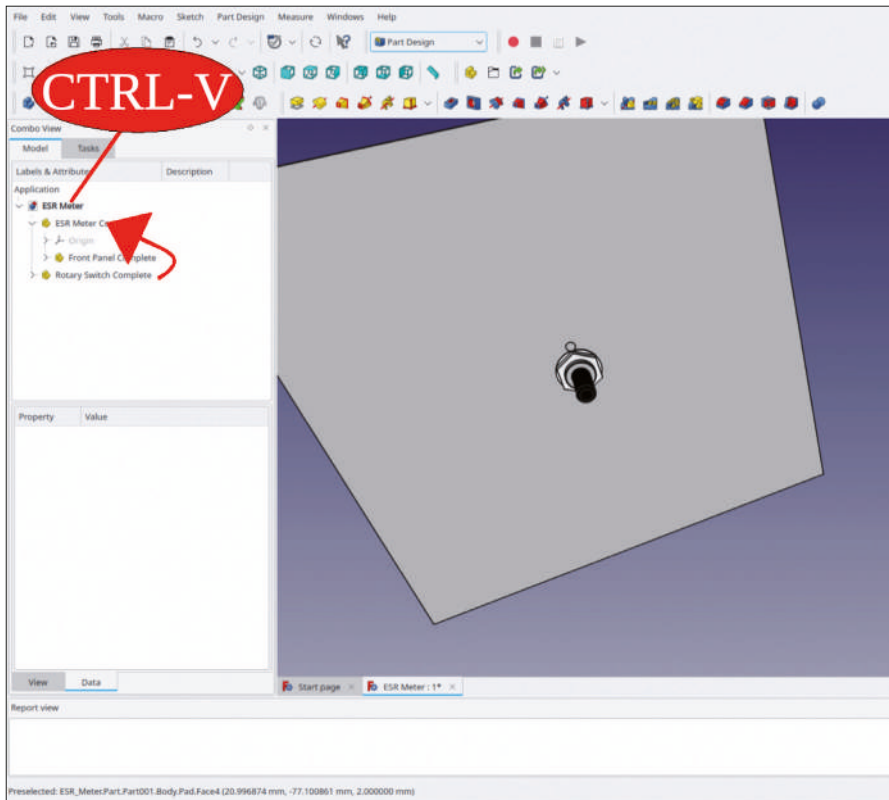 File Edit View Tools Macro Sketch Part Design Measure Windows Help
Part Design
CTRL-V
Combo View
Model Tasks
Labels & Attributes Description
Application
ESR Meter
ESR Meter
Origin
Front Panel Complete
Rotary Switch Complete
Property Value
View Data
Start page ESR Meter : 1*
Report view
Preselected: ESR_Meter.Part.Part001.Body.Pad.Face4 (20.996874 mm, -77.100861 mm, 2.000000 mm)